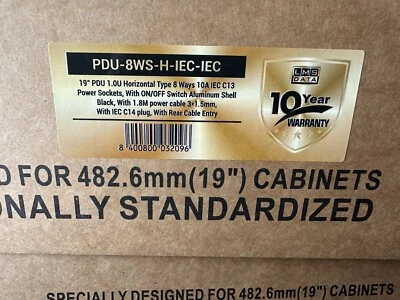 PDU-8WS-H-IEC-IEC
19" PDU 1.0U Horizontal Type 8 Ways 10A IEC C13
Power Sockets, With ON/OFF Switch Aluminum Shell
Black, With 1.8M power cable 3*1.5mm,
With IEC C14 plug, With Rear Cable Entry
8 400800 032096
LMS
DATA
10 Year
WARRANTY
D FOR 482.6mm(19") CABINETS
ONALLY STANDARDIZED
SPECIALLY DESIGNED FOR 482.6mm(19") CABINETS